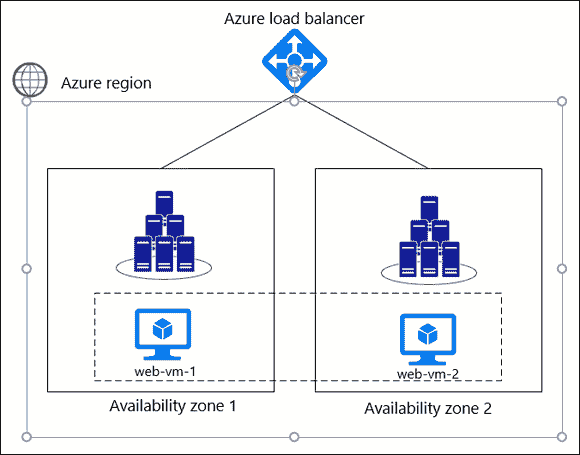 Azure load balancer
Azure region
web-vm-1
web-vm-2
Availability zone 1
Availability zone 2